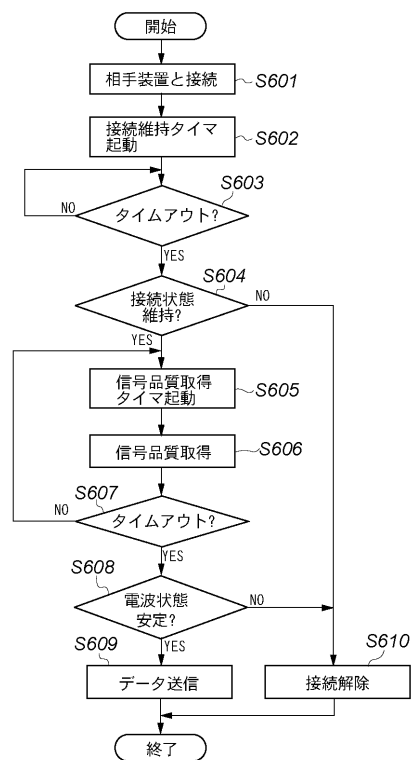 開始
相手装置と接続
S601
接続維持タイマ
起動
S602
S603
タイムアウト?
NO
YES
S604
接続状態
維持?
NO
YES
信号品質取得
タイマ起動
S605
信号品質取得
S606
S607
タイムアウト?
NO
YES
S608
電波状態
安定?
NO
YES
S609
データ送信
S610
接続解除
終了